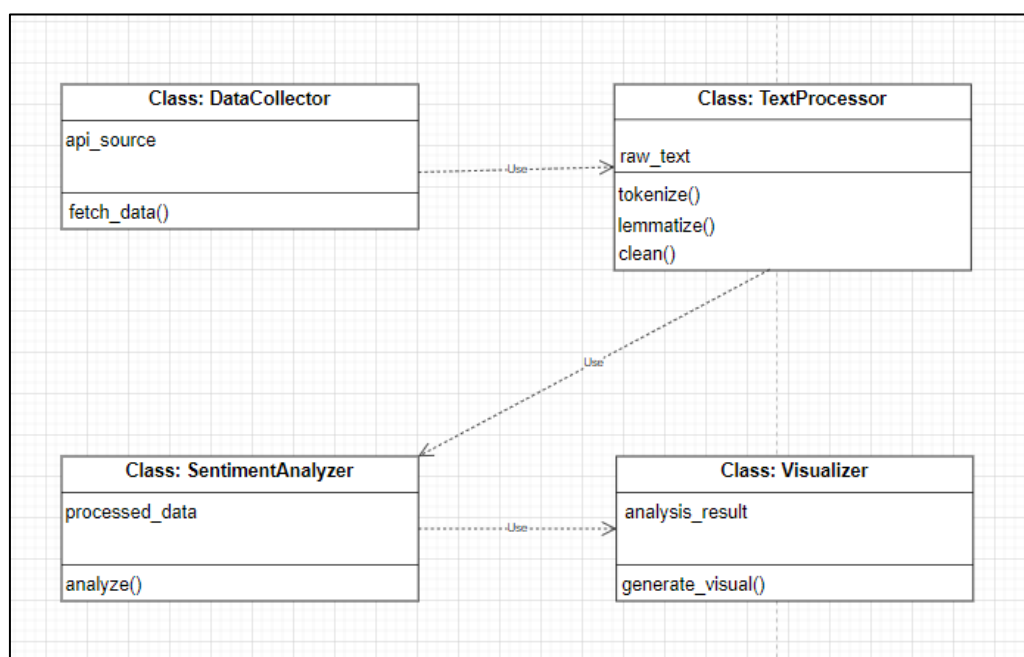 Class: DataCollector
api_source
fetch_data()
Use
Class: TextProcessor
raw_text
tokenize()
lemmatize()
clean()
Use
Class: SentimentAnalyzer
processed_data
analyze()
Use
Class: Visualizer
analysis_result
generate_visual()